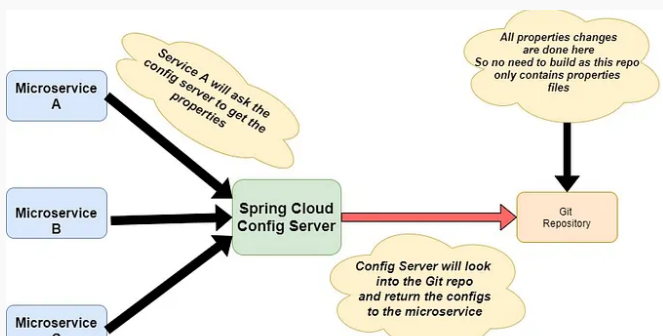 All properties changes
are done here
So no need to build as this repo
only contains properties
files
Service A will ask the
config server to get the
properties
Microservice
A
Microservice
B
Spring Cloud
Config Server
Git
Repository
Config Server will look
into the Git repo
and return the configs
to the microservice
Microservice